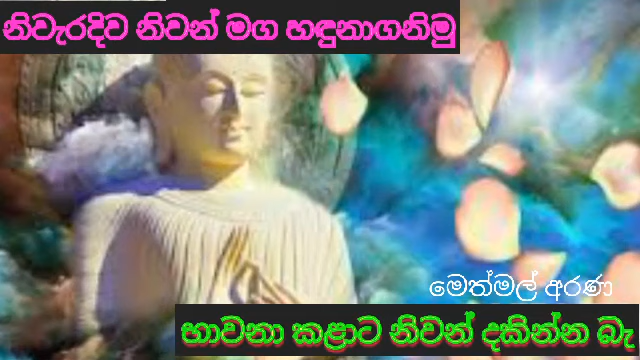 නිවැරදිව නිවන් මග හඳුනාගනිමු
මෙත්මල් අරණ
භාවනා කළාට නිවන් දකින්න බැ